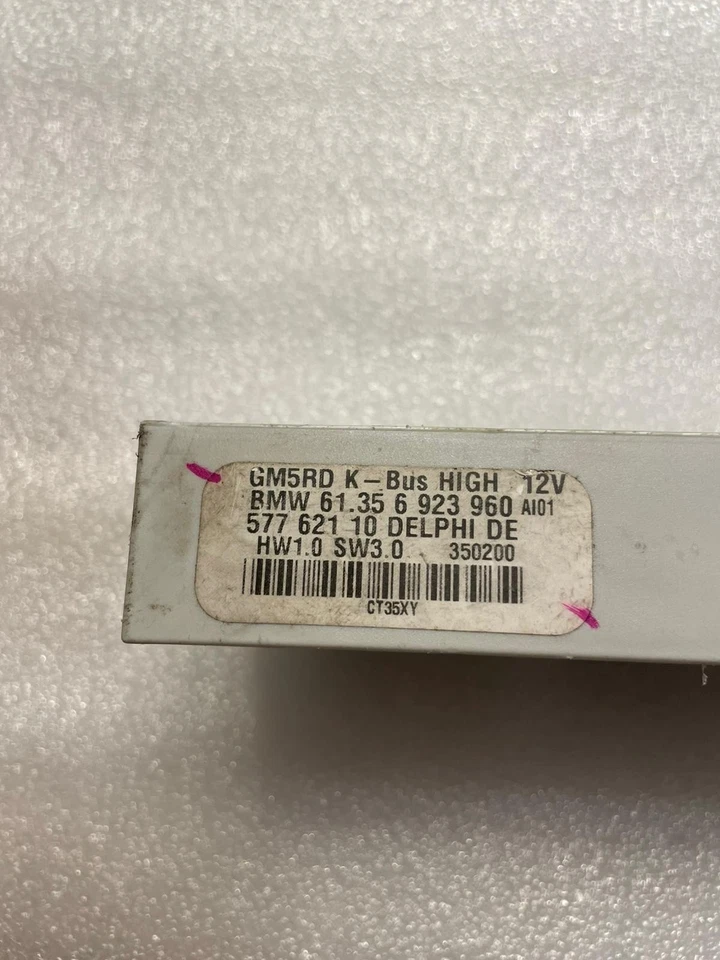 GM5RD K-Bus HIGH 12V
BMW 61.35 6 923 960 AI01
577 621 10 DELPHI DE
HW1.0 SW3.0 350200
CT35XY